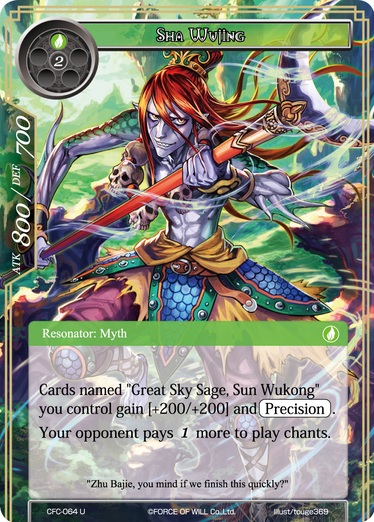 Sha Wujing
2
ATK 800 / DEF 700
Resonator: Myth
Cards named "Great Sky Sage, Sun Wukong"
you control gain [+200/+200] and Precision.
Your opponent pays 1 more to play chants.
"Zhu Bajie, you mind if we finish this quickly?"
CFC-064 U ©FORCE OF WILL Co.,Ltd. Illust/touge369